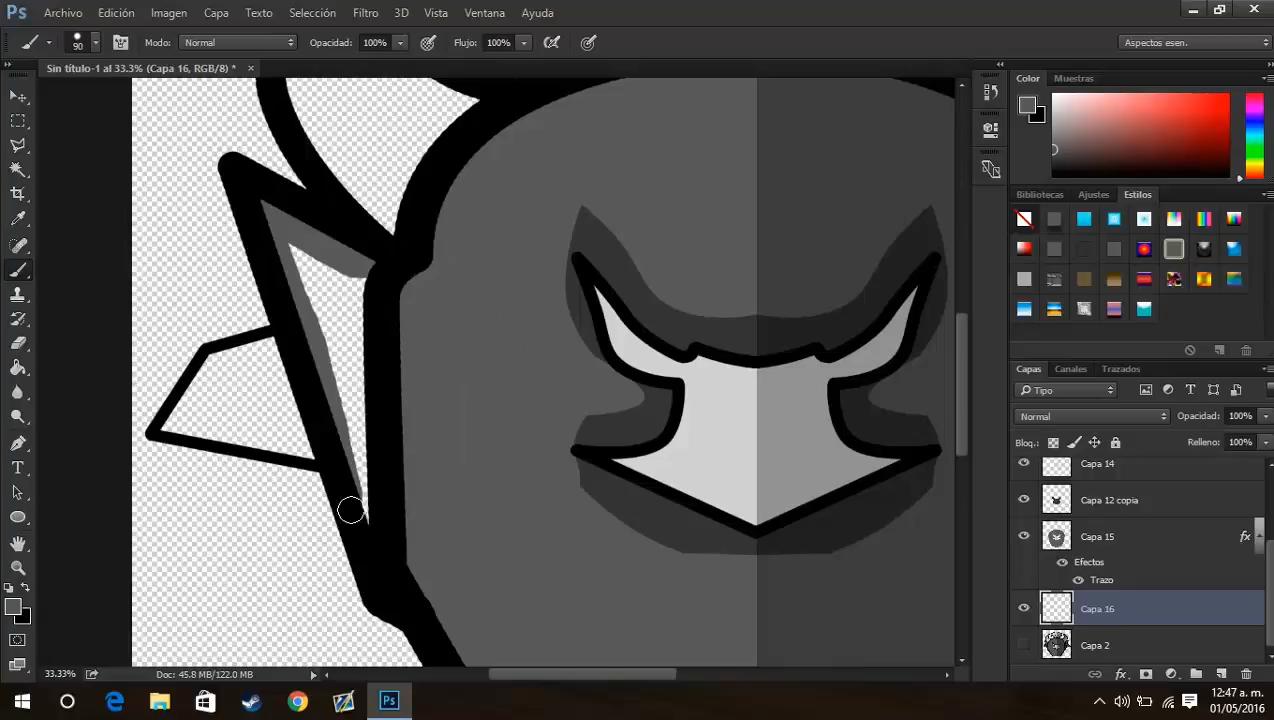 Ps Archivo Edición Imagen Capa Texto Selección Filtro 3D Vista Ventana Ayuda
90 Modo: Normal Opacidad: 100% Flujo: 100% Aspectos esen.
Sin título-1 al 33.3% (Capa 16, RGB/8) * ×
Color Muestras
Bibliotecas Ajustes Estilos
Capas Canales Trazados
Tipo
Normal Opacidad: 100%
Bloq.: Relleno: 100%
Capa 14
Capa 12 copia
Capa 15 fx
Efectos
Trazo
Capa 16
Capa 2
33.33% Doc: 45.8 MB/122.0 MB
fx
Ps
12:47 a. m.
01/05/2016